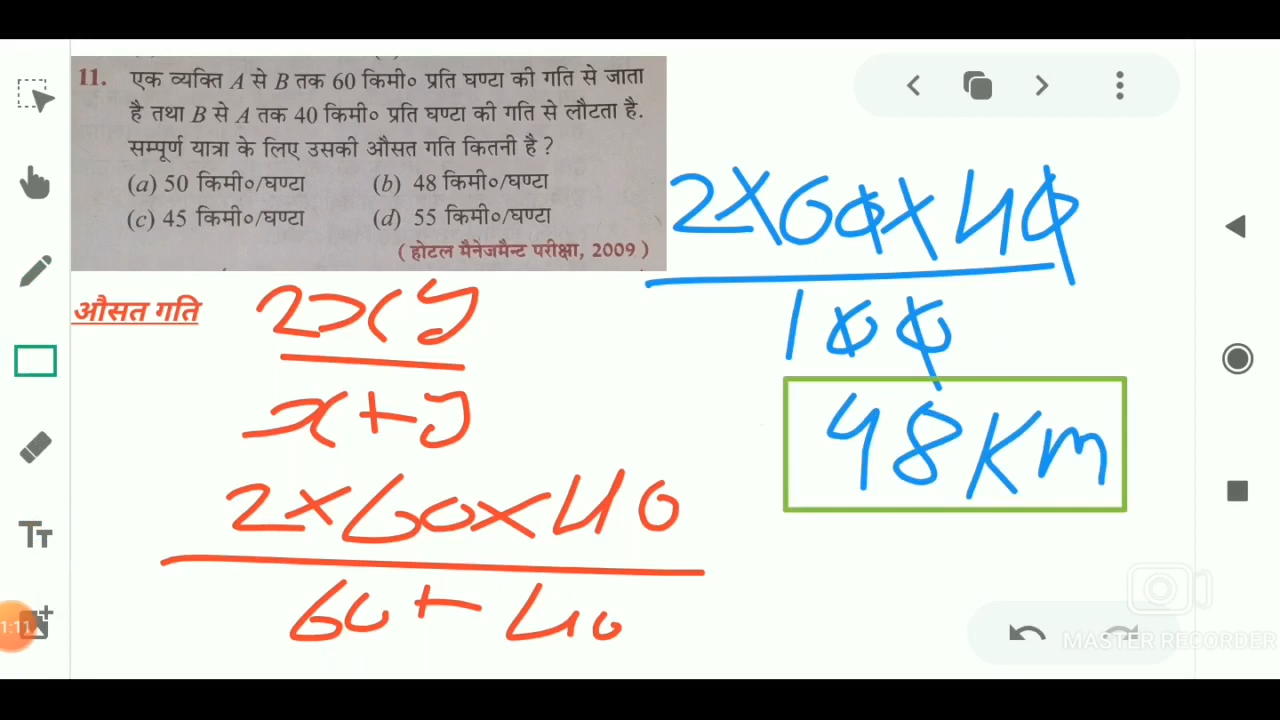 11. एक व्यक्ति A से B तक 60 किमी० प्रति घण्टा की गति से जाता
है तथा B से A तक 40 किमी० प्रति घण्टा की गति से लौटता है.
सम्पूर्ण यात्रा के लिए उसकी औसत गति कितनी है ?
(a) 50 किमी०/घण्टा (b) 48 किमी०/घण्टा
(c) 45 किमी०/घण्टा (d) 55 किमी०/घण्टा
( होटल मैनेजमैन्ट परीक्षा, 2009 )
औसत गति
2xy
x+y
2×60×40
60+40
2×60×40
100
48Km
Tт
1:11
MASTER RECORDER